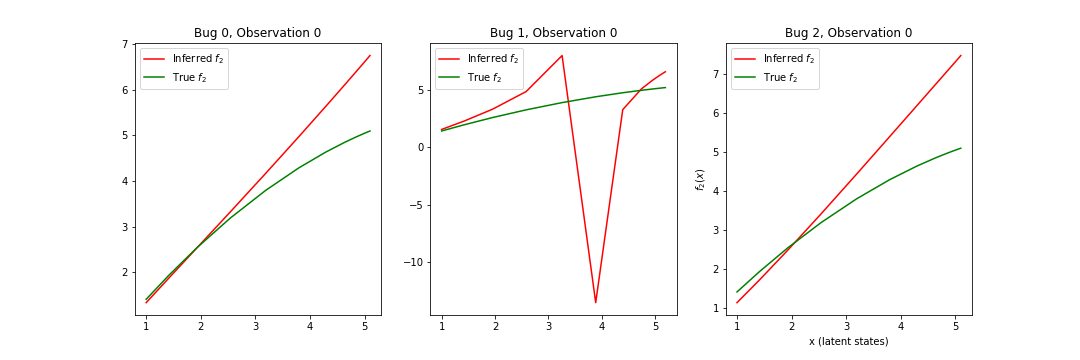 Bug 0, Observation 0
Inferred f₂
True f₂
7
6
5
4
3
2
1 2 3 4 5
Bug 1, Observation 0
Inferred f₂
True f₂
5
0
−5
−10
1 2 3 4 5
Bug 2, Observation 0
Inferred f₂
True f₂
f₂(x)
7
6
5
4
3
2
1
1 2 3 4 5
x (latent states)